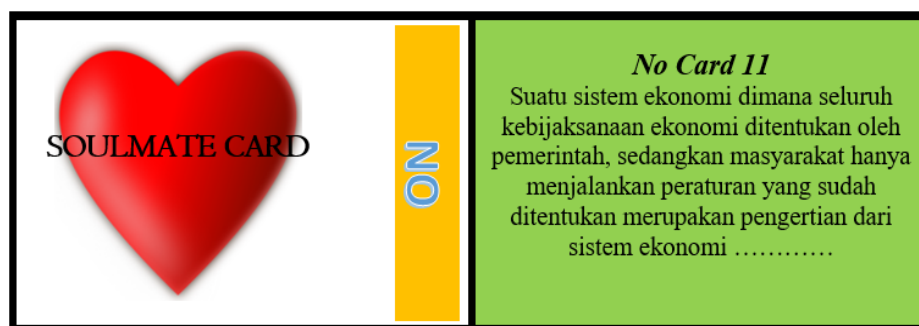 SOULMATE CARD
NO
No Card 11
Suatu sistem ekonomi dimana seluruh
kebijaksanaan ekonomi ditentukan oleh
pemerintah, sedangkan masyarakat hanya
menjalankan peraturan yang sudah
ditentukan merupakan pengertian dari
sistem ekonomi …………